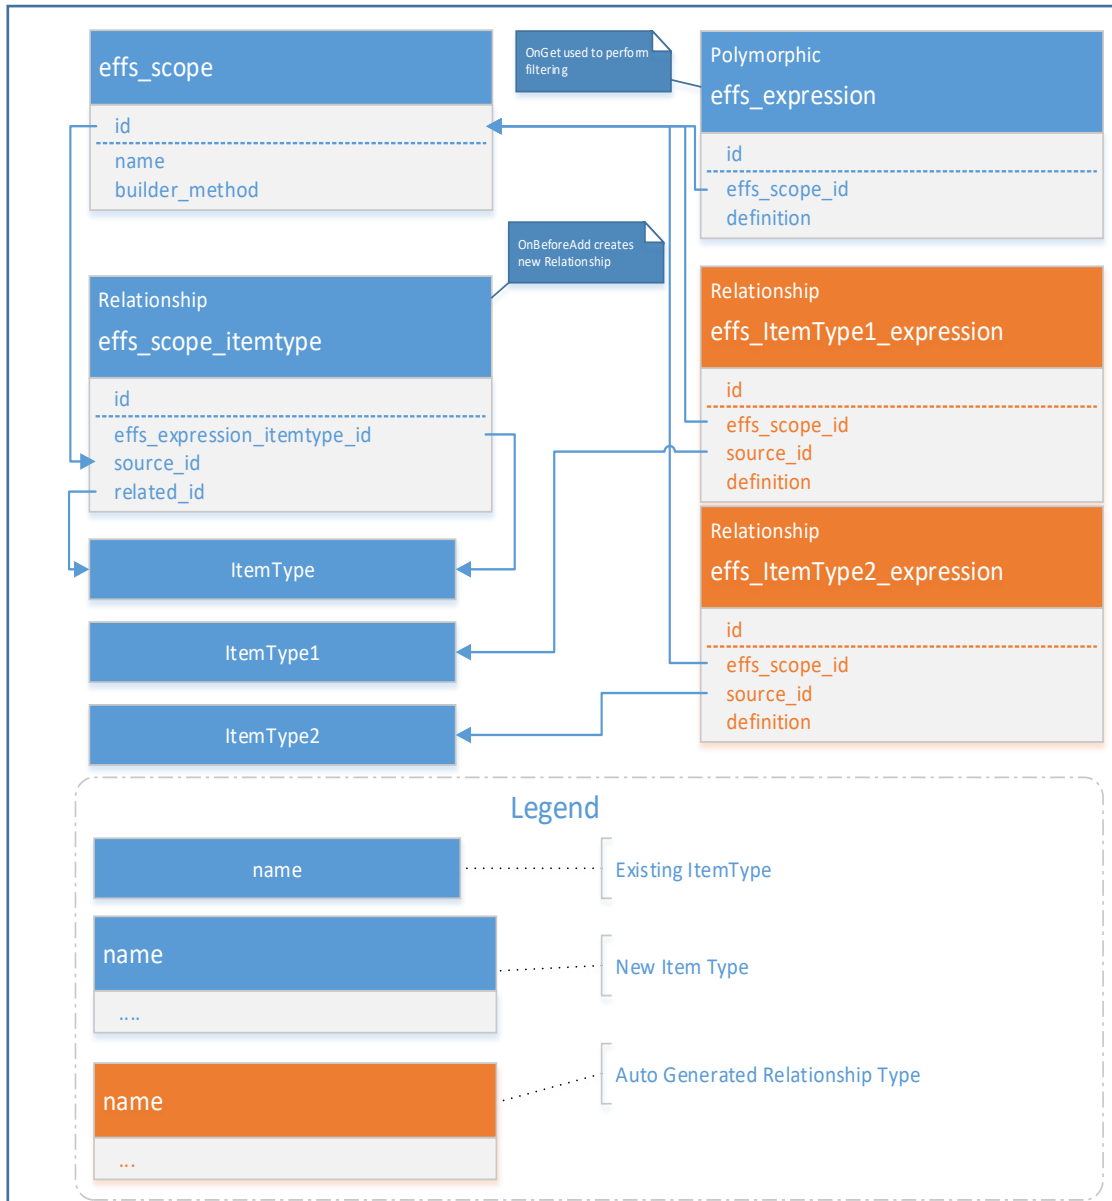 effs_scope
id
name
builder_method
OnGet used to perform
filtering
Polymorphic
effs_expression
id
effs_scope_id
definition
OnBeforeAdd creates
new Relationship
Relationship
effs_scope_itemtype
id
effs_expression_itemtype_id
source_id
related_id
Relationship
effs_ItemType1_expression
id
effs_scope_id
source_id
definition
Relationship
effs_ItemType2_expression
id
effs_scope_id
source_id
definition
ItemType
ItemType1
ItemType2
Legend
name
Existing ItemType
name
....
New Item Type
name
...
Auto Generated Relationship Type